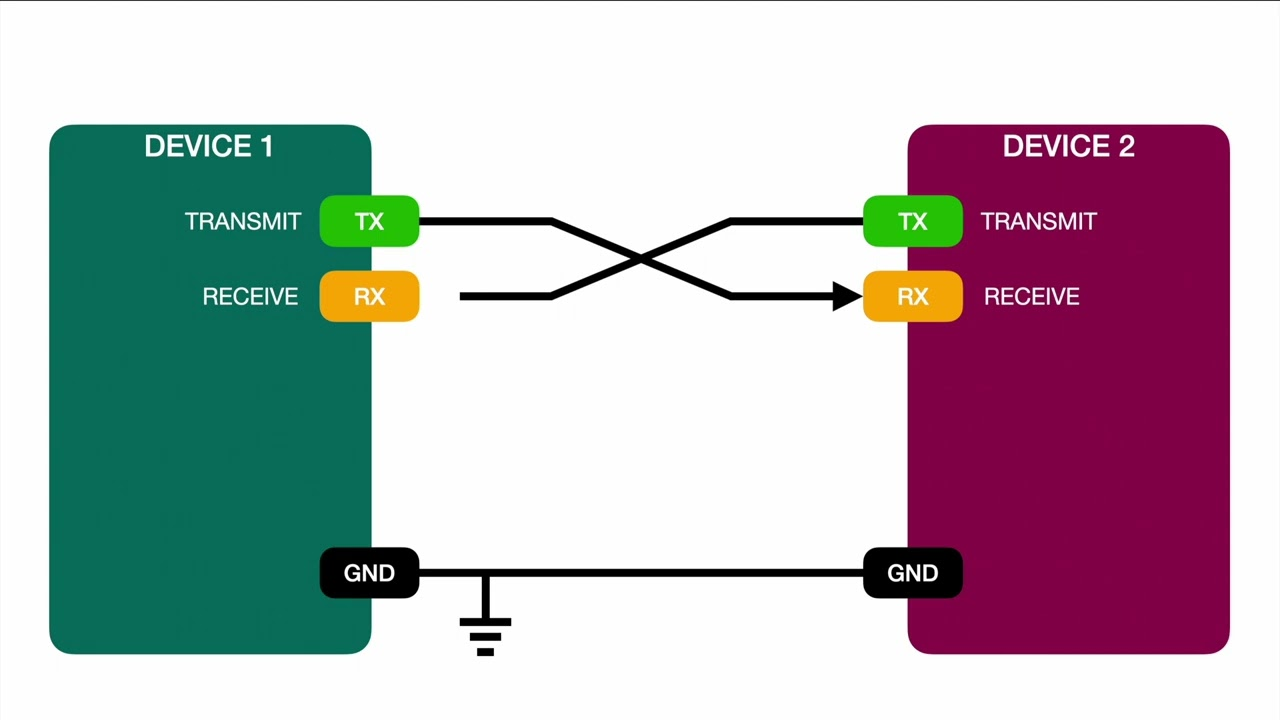 DEVICE 1
TRANSMIT TX
RECEIVE RX
GND
DEVICE 2
TX TRANSMIT
RX RECEIVE
GND